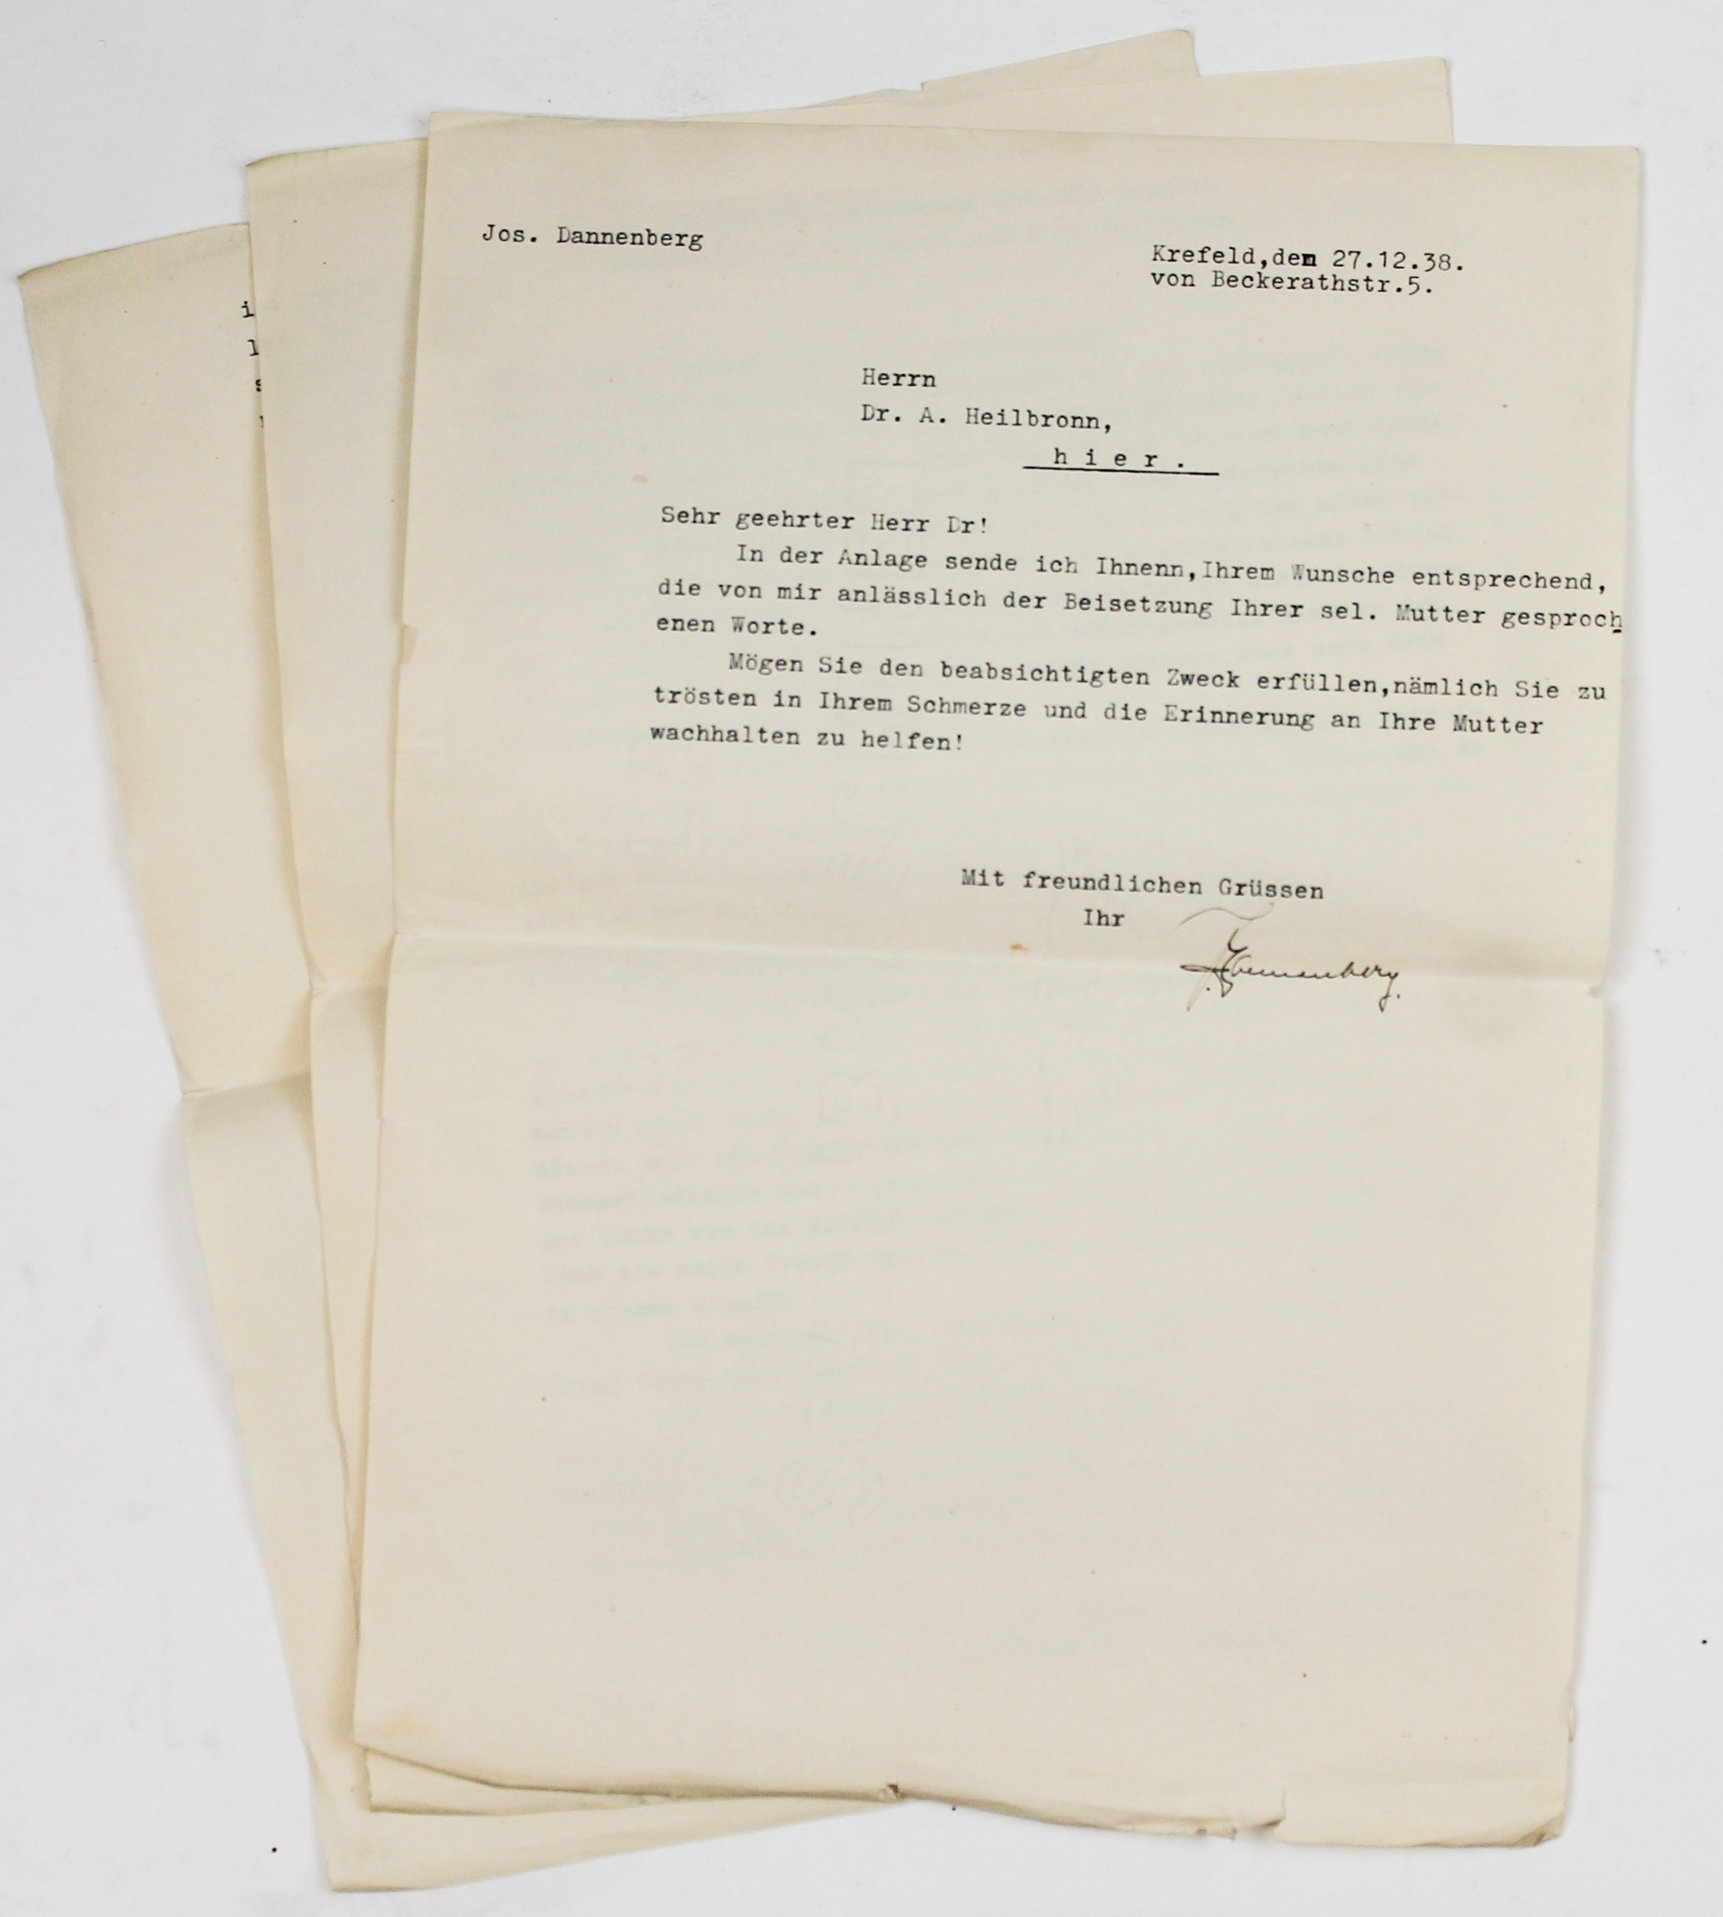 Jos. Dannenberg
Krefeld,den 27.12.38.
von Beckerathstr.5.
Herrn
Dr. A. Heilbronn,
h i e r .
Sehr geehrter Herr Dr!
In der Anlage sende ich Ihnenn,Ihrem Wunsche entsprechend,
die von mir anlässlich der Beisetzung Ihrer sel. Mutter gesproch
enen Worte.
Mögen Sie den beabsichtigten Zweck erfüllen,nämlich Sie zu
trösten in Ihrem Schmerze und die Erinnerung an Ihre Mutter
wachhalten zu helfen!
Mit freundlichen Grüssen
Ihr